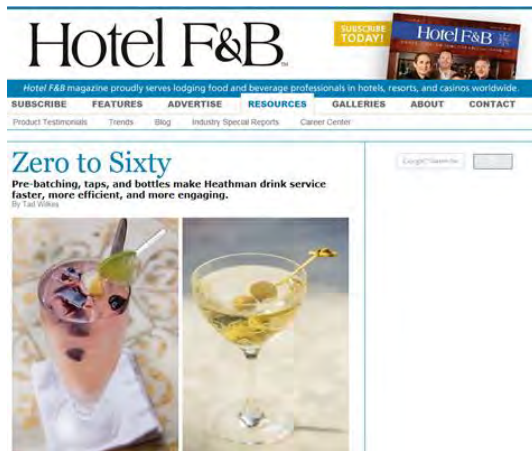 Hotel F&B™
SUBSCRIBE
TODAY!
Hotel F&B
Hotel F&B magazine proudly serves lodging food and beverage professionals in hotels, resorts, and casinos worldwide.
SUBSCRIBE FEATURES ADVERTISE RESOURCES GALLERIES ABOUT CONTACT
Product Testimonials Trends Blog Industry Special Reports Career Center
Zero to Sixty
Pre-batching, taps, and bottles make Heathman drink service
faster, more efficient, and more engaging.
By Tad Wilkes